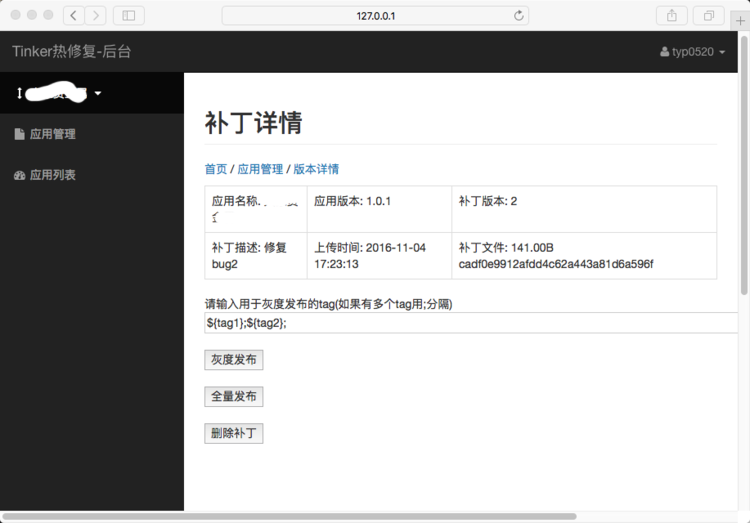 127.0.0.1
Tinker热修复-后台
typ0520
应用管理
应用列表
补丁详情
首页 / 应用管理 / 版本详情
应用名称:
应用版本: 1.0.1
补丁版本: 2
补丁描述: 修复
bug2
上传时间: 2016-11-04
17:23:13
补丁文件: 141.00B
cadf0e9912afdd4c62a443a81d6a596f
请输入用于灰度发布的tag(如果有多个tag用;分隔)
${tag1};${tag2};
灰度发布
全量发布
删除补丁